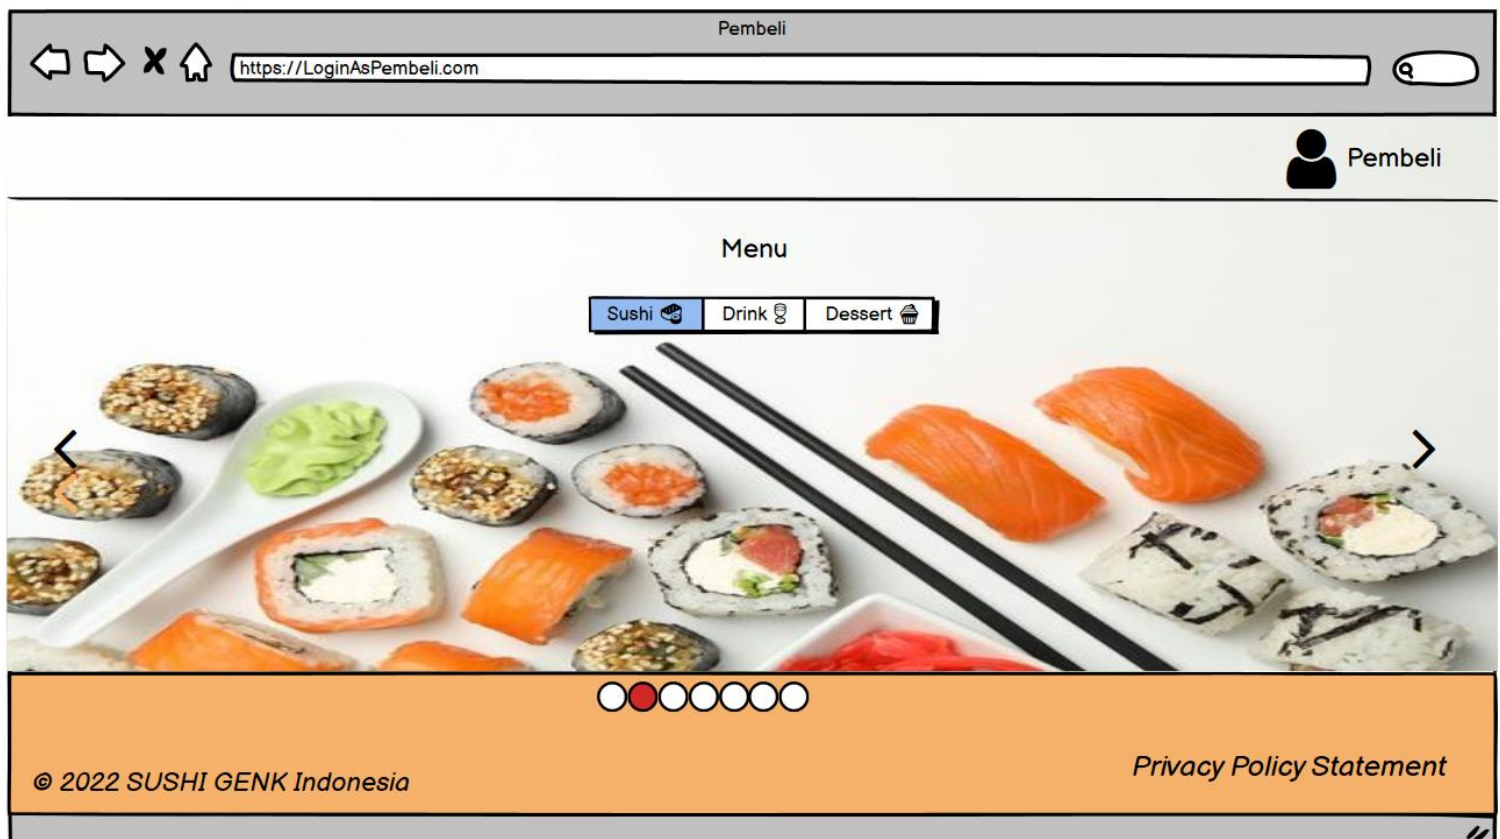 Pembeli
https://LoginAsPembeli.com
Pembeli
Menu
Sushi Drink Dessert
© 2022 SUSHI GENK Indonesia
Privacy Policy Statement